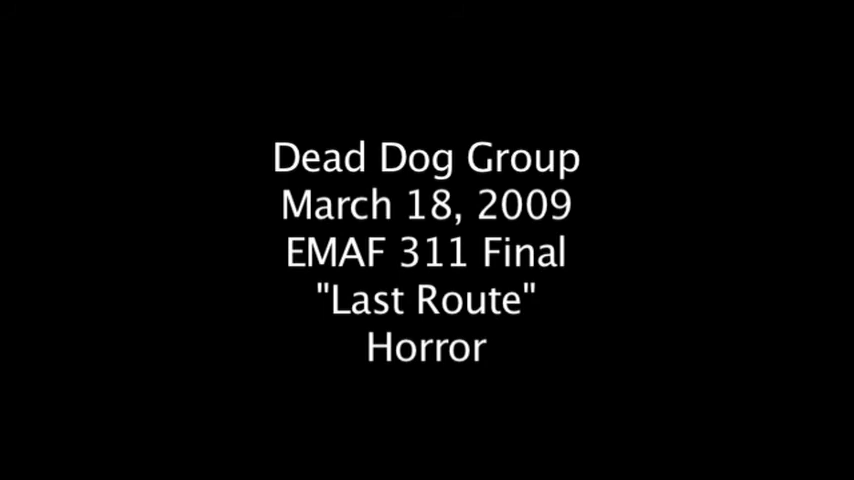 Dead Dog Group
March 18, 2009
EMAF 311 Final
"Last Route"
Horror